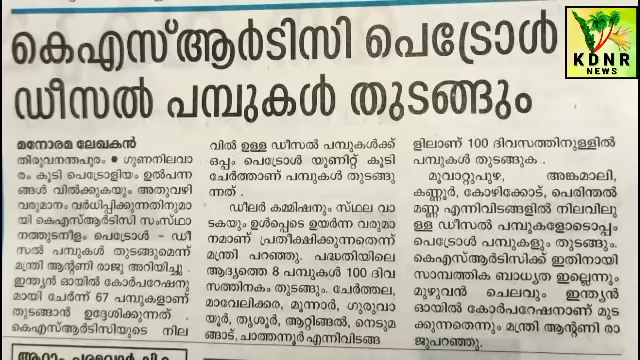 കെഎസ്ആർടിസി പെട്രോൾ
ഡീസൽ പമ്പുകൾ തുടങ്ങും
KDNR
NEWS
മനോരമ ലേഖകൻ
തിരുവനന്തപുരം ● ഗുണനിലവാ
രം കൂടി പെട്രോളിയം ഉൽപന്ന
ങ്ങൾ വിൽക്കുകയും അതുവഴി
വരുമാനം വർധിപ്പിക്കുന്നതിനുമാ
യി കെഎസ്ആർടിസി സംസ്ഥാ
നത്തുടനീളം പെട്രോൾ – ഡീ
സൽ പമ്പുകൾ തുടങ്ങുമെന്ന്
മന്ത്രി ആന്റണി രാജു അറിയിച്ചു .
ഇന്ത്യൻ ഓയിൽ കോർപറേഷനു
മായി ചേർന്ന് 67 പമ്പുകളാണ്
തുടങ്ങാൻ ഉദ്ദേശിക്കുന്നത് .
കെഎസ്ആർടിസിയുടെ നില
വിൽ ഉള്ള ഡീസൽ പമ്പുകൾക്ക്
ഒപ്പം പെട്രോൾ യൂണിറ്റ് കൂടി
ചേർത്താണ് പമ്പുകൾ തുടങ്ങു
ന്നത് .
ഡീലർ കമ്മിഷനും സ്ഥല വാ
ടകയും ഉൾപ്പെടെ ഉയർന്ന വരുമാ
നമാണ് പ്രതീക്ഷിക്കുന്നതെന്ന്
മന്ത്രി പറഞ്ഞു. പദ്ധതിയിലെ
ആദ്യത്തെ 8 പമ്പുകൾ 100 ദിവ
സത്തിനകം തുടങ്ങും. ചേർത്തല,
മാവേലിക്കര, മൂന്നാർ, ഗുരുവാ
യൂർ, തൃശൂർ, ആറ്റിങ്ങൽ, നെടുമ
ങ്ങാട്, ചാത്തന്നൂർ എന്നിവിടങ്ങ
ളിലാണ് 100 ദിവസത്തിനുള്ളിൽ
പമ്പുകൾ തുടങ്ങുക .
മൂവാറ്റുപുഴ, അങ്കമാലി,
കണ്ണൂർ, കോഴിക്കോട്, പെരിന്തൽ
മണ്ണ എന്നിവിടങ്ങളിൽ നിലവിലു
ള്ള ഡീസൽ പമ്പുകളോടൊപ്പം
പെട്രോൾ പമ്പുകളും തുടങ്ങും.
കെഎസ്ആർടിസിക്ക് ഇതിനായി
സാമ്പത്തിക ബാധ്യത ഇല്ലെന്നും
മുഴുവൻ ചെലവും ഇന്ത്യൻ
ഓയിൽ കോർപറേഷനാണ് മുട
ക്കുന്നതെന്നും മന്ത്രി ആന്റണി രാ
ജുപറഞ്ഞു.